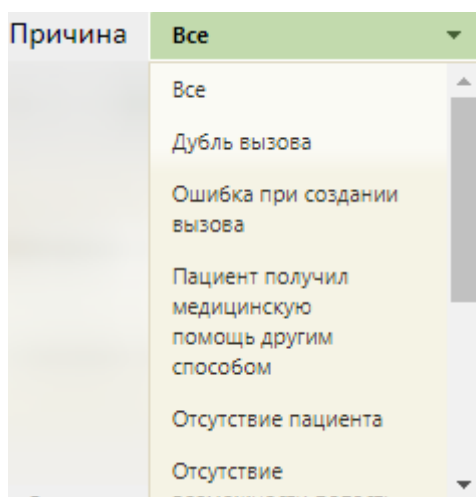 Причина
Все
Все
Дубль вызова
Ошибка при создании
вызова
Пациент получил
медицинскую
помощь другим
способом
Отсутствие пациента
Отсутствие